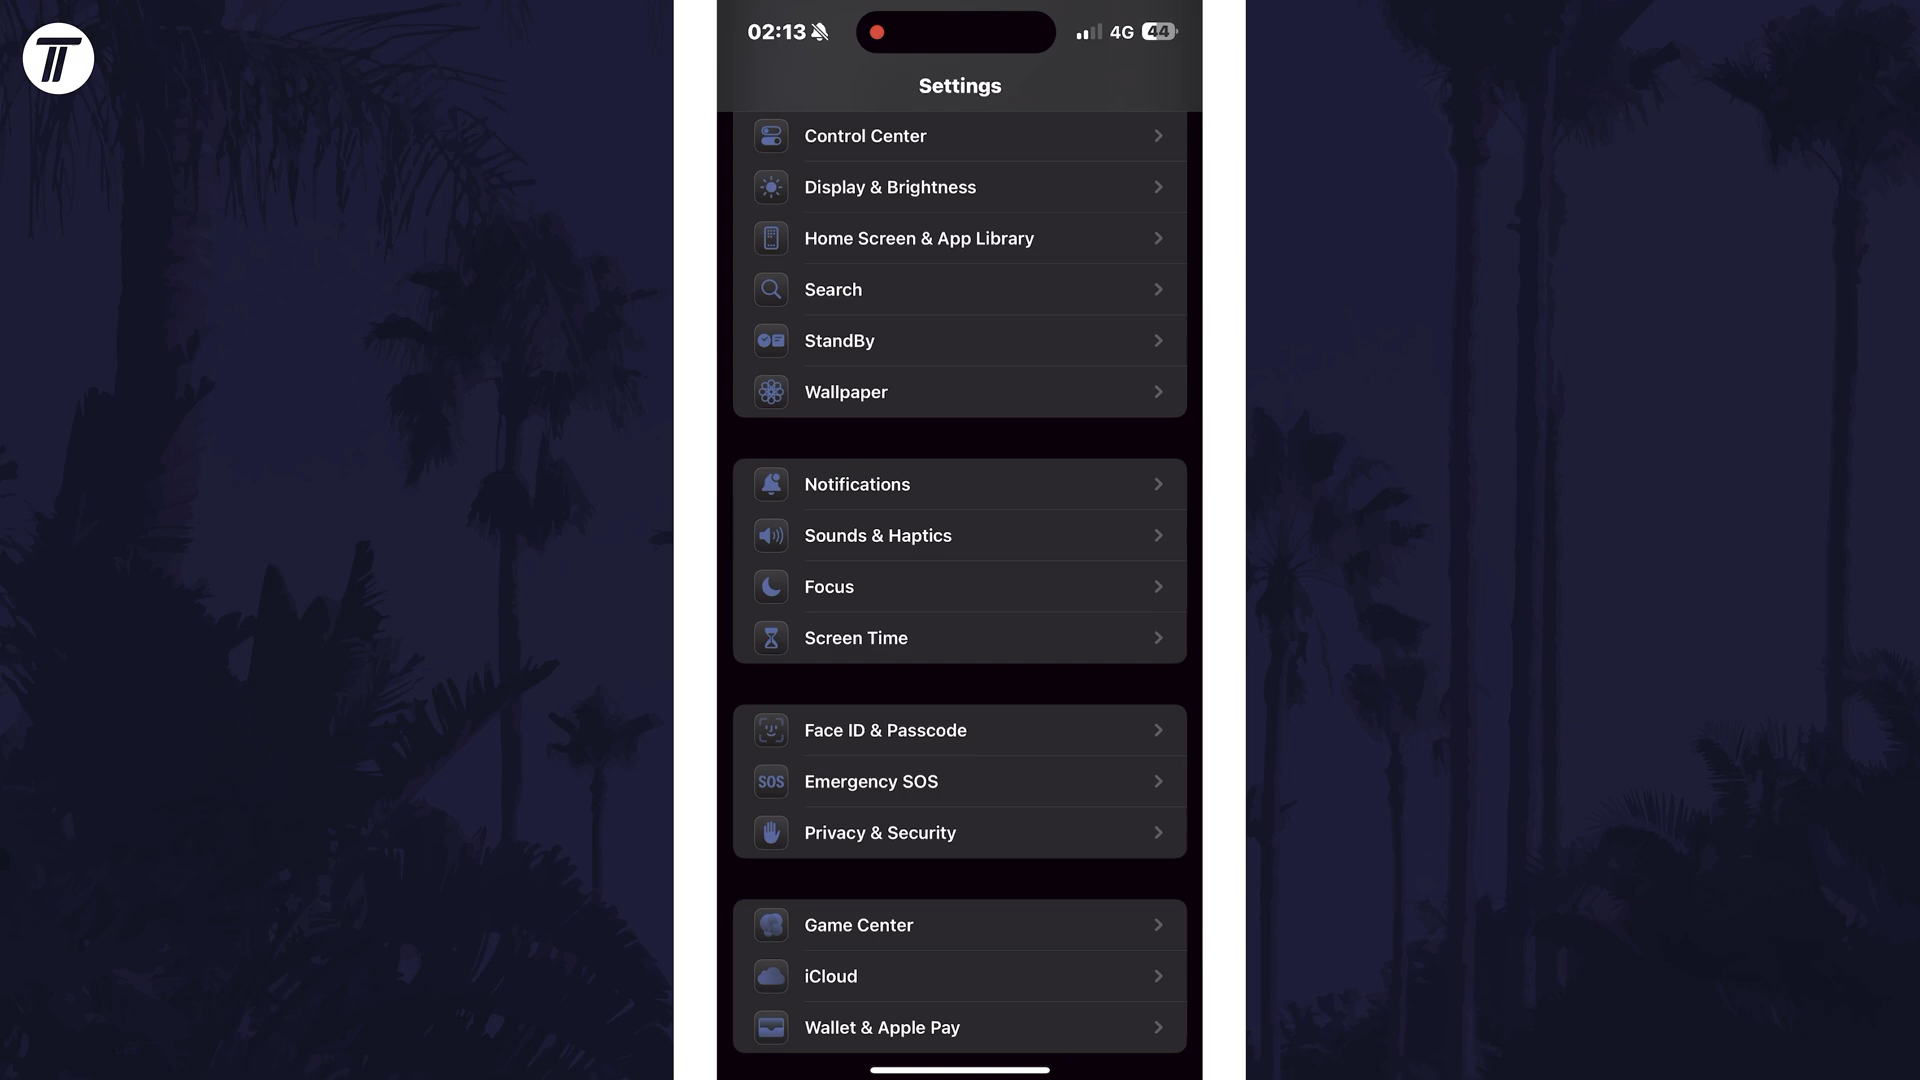 02:13
4G
44
Settings
Control Center
Display & Brightness
Home Screen & App Library
Search
StandBy
Wallpaper
Notifications
Sounds & Haptics
Focus
Screen Time
Face ID & Passcode
SOS
Emergency SOS
Privacy & Security
Game Center
iCloud
Wallet & Apple Pay